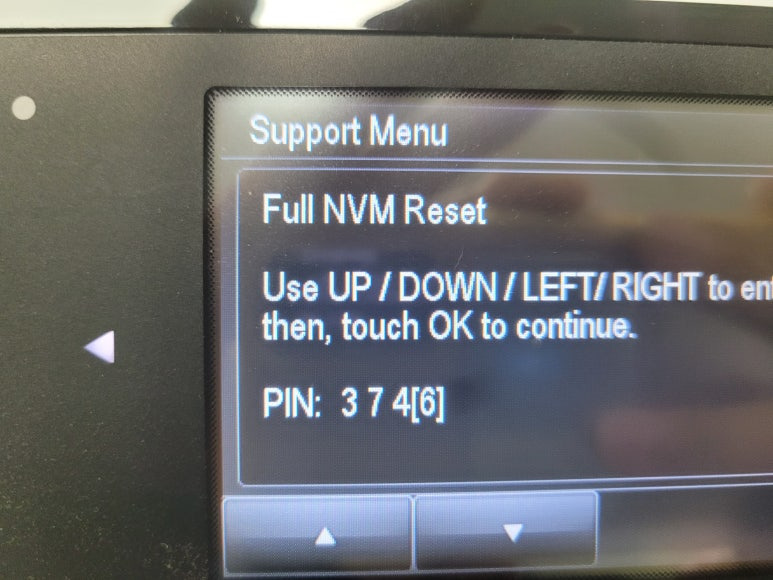 Support Menu
Full NVM Reset
Use UP / DOWN / LEFT/ RIGHT to
then, touch OK to continue.
PIN: 3 7 4[6]